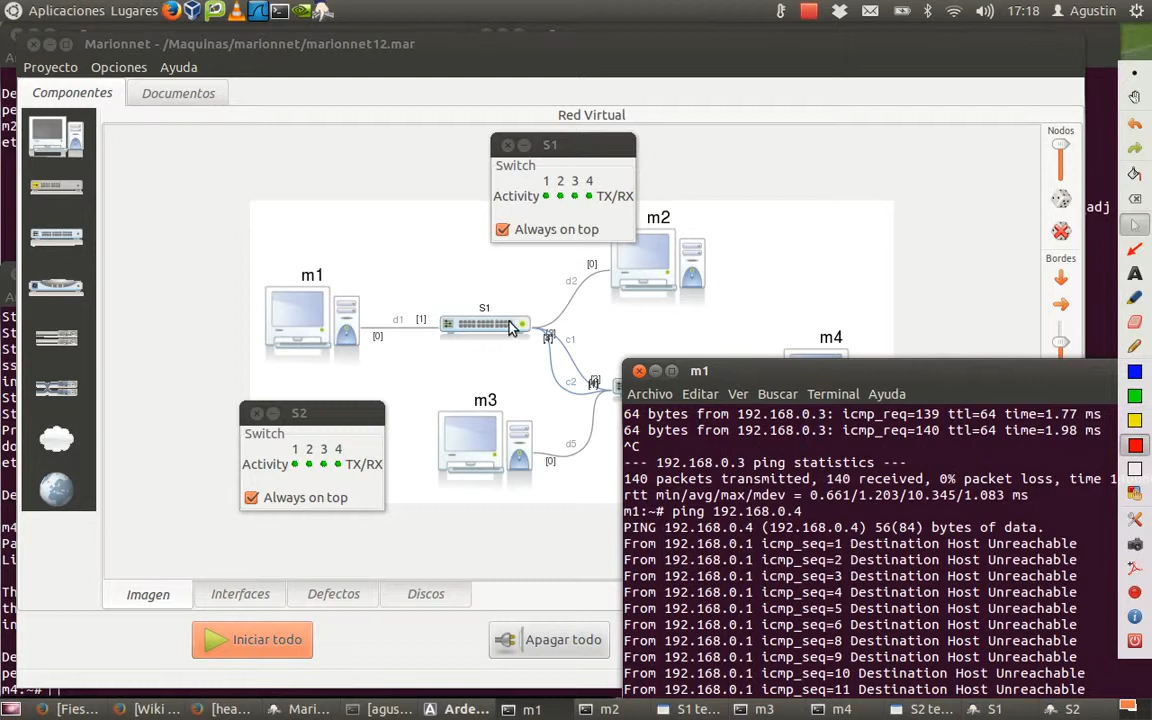 Aplicaciones Lugares
17:18
Agustin
Marionnet - /Maquinas/marionnet/marionnet12.mar
Proyecto Opciones Ayuda
Componentes Documentos
Red Virtual
Nodos
Bordes
adj
S1
Switch
1 2 3 4
Activity TX/RX
Always on top
m1
m2
m3
m4
S1
d1
[1]
[0]
d2
[0]
c1
c2
d5
[0]
S2
Switch
1 2 3 4
Activity TX/RX
Always on top
Imagen Interfaces Defectos Discos
Iniciar todo
Apagar todo
m1
Archivo Editar Ver Buscar Terminal Ayuda
64 bytes from 192.168.0.3: icmp_req=139 ttl=64 time=1.77 ms
64 bytes from 192.168.0.3: icmp_req=140 ttl=64 time=1.98 ms
^C
--- 192.168.0.3 ping statistics ---
140 packets transmitted, 140 received, 0% packet loss, time 1
rtt min/avg/max/mdev = 0.661/1.203/10.345/1.083 ms
m1:~# ping 192.168.0.4
PING 192.168.0.4 (192.168.0.4) 56(84) bytes of data.
From 192.168.0.1 icmp_seq=1 Destination Host Unreachable
From 192.168.0.1 icmp_seq=2 Destination Host Unreachable
From 192.168.0.1 icmp_seq=3 Destination Host Unreachable
From 192.168.0.1 icmp_seq=4 Destination Host Unreachable
From 192.168.0.1 icmp_seq=5 Destination Host Unreachable
From 192.168.0.1 icmp_seq=6 Destination Host Unreachable
From 192.168.0.1 icmp_seq=8 Destination Host Unreachable
From 192.168.0.1 icmp_seq=9 Destination Host Unreachable
From 192.168.0.1 icmp_seq=10 Destination Host Unreachable
From 192.168.0.1 icmp_seq=11 Destination Host Unreachable
m4:~#
[Fies... [Wiki ... [hea... Mari... [agus... Arde... m1 m2 S1 te... m3 m4 S2 te... S1 S2